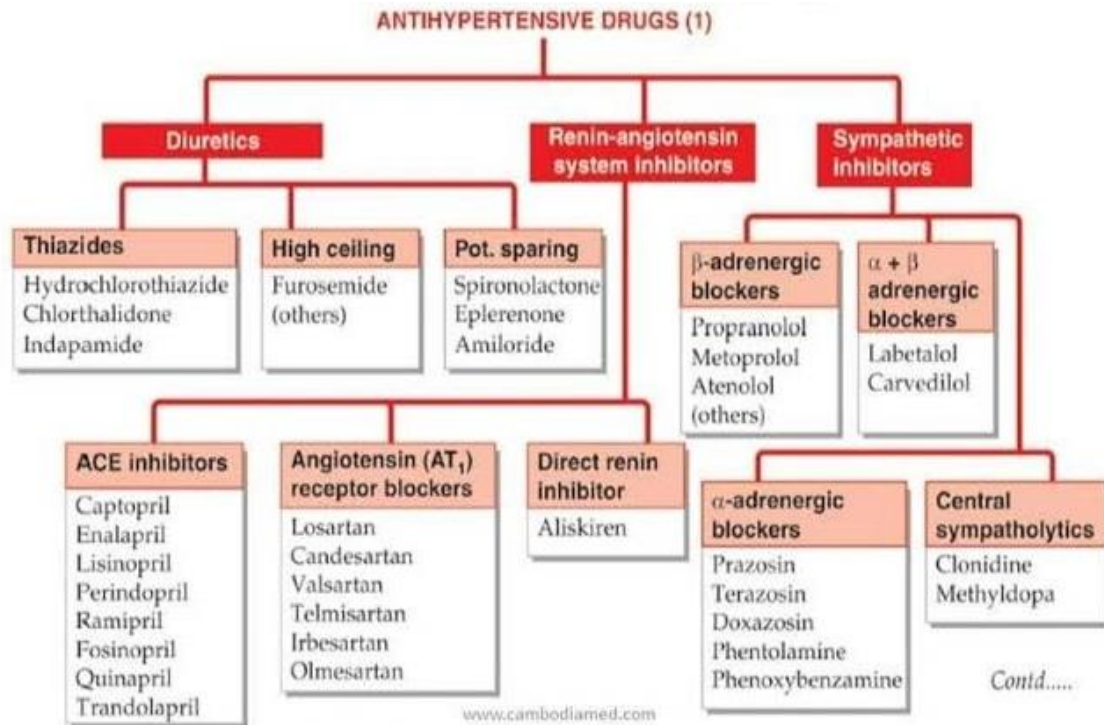 ANTIHYPERTENSIVE DRUGS (1)
Diuretics
Renin-angiotensin
system inhibitors
Sympathetic
inhibitors
Thiazides
Hydrochlorothiazide
Chlorthalidone
Indapamide
High ceiling
Furosemide
(others)
Pot. sparing
Spironolactone
Eplerenone
Amiloride
β-adrenergic
blockers
Propranolol
Metoprolol
Atenolol
(others)
α + β
adrenergic
blockers
Labetalol
Carvedilol
ACE inhibitors
Captopril
Enalapril
Lisinopril
Perindopril
Ramipril
Fosinopril
Quinapril
Trandolapril
Angiotensin (AT₁)
receptor blockers
Losartan
Candesartan
Valsartan
Telmisartan
Irbesartan
Olmesartan
Direct renin
inhibitor
Aliskiren
α-adrenergic
blockers
Prazosin
Terazosin
Doxazosin
Phentolamine
Phenoxybenzamine
Central
sympatholytics
Clonidine
Methyldopa
Contd.....
www.cambodiamed.com